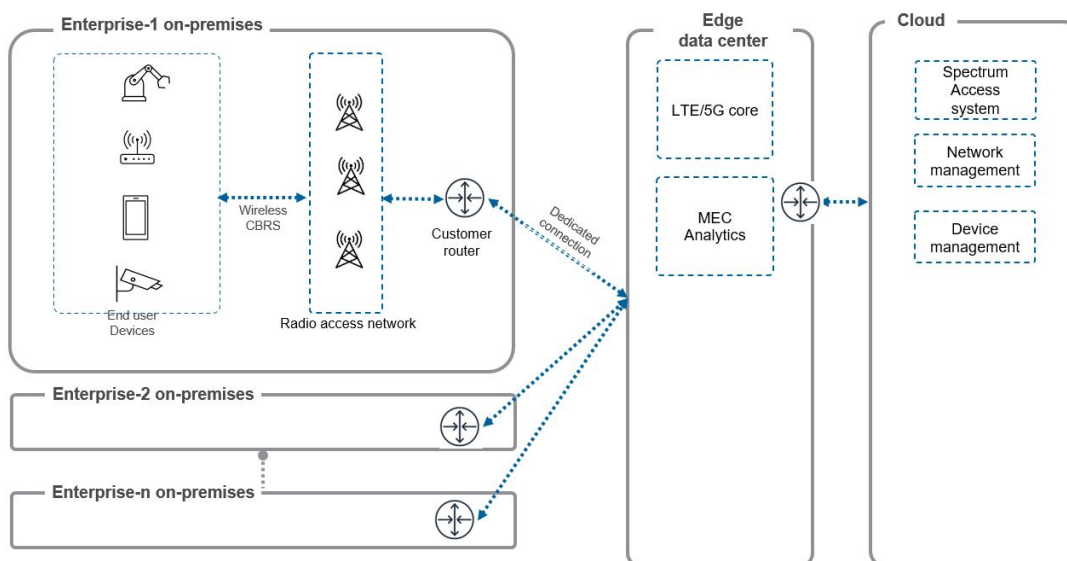 Enterprise-1 on-premises
End user
Devices
Wireless
CBRS
Radio access network
Customer
router
Dedicated
connection
Enterprise-2 on-premises
Enterprise-n on-premises
Edge
data center
LTE/5G core
MEC
Analytics
Cloud
Spectrum
Access
system
Network
management
Device
management